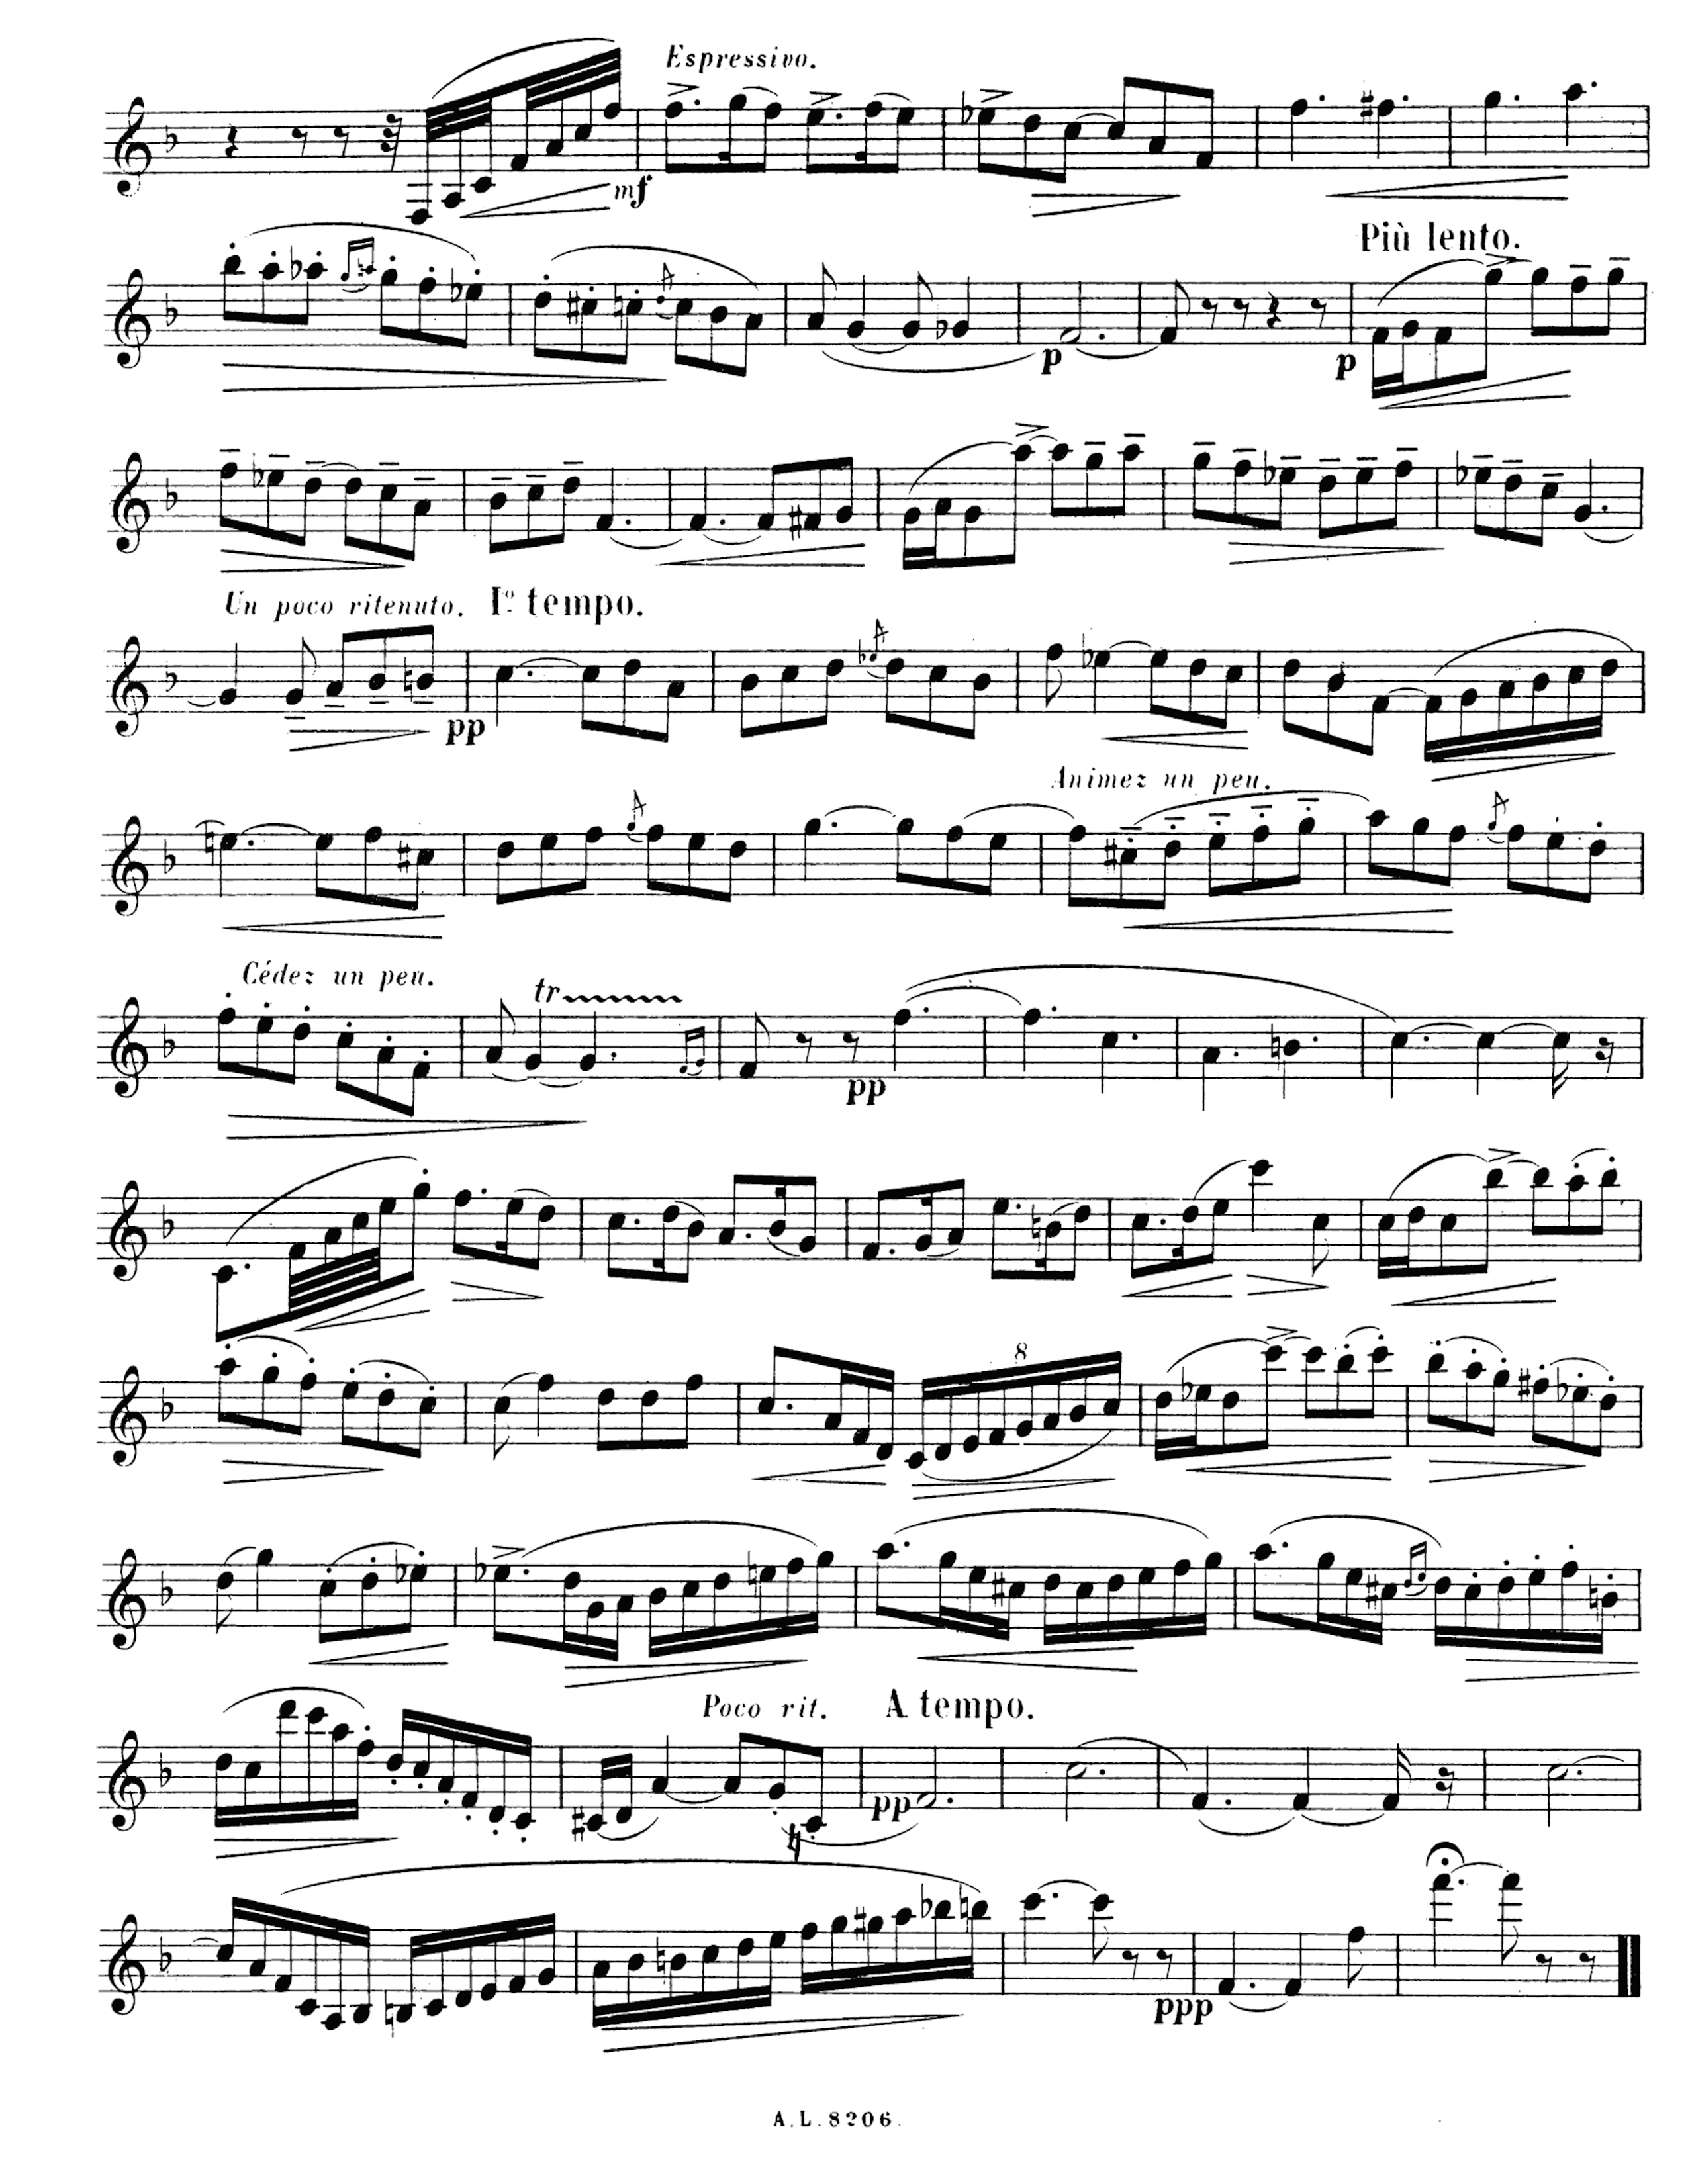 Espressivo.
mf
Più lento.
p
p
Un poco ritenuto. Iº tempo.
pp
Animez un peu.
Cédez un peu.
tr
pp
8
Poco rit. A tempo.
pp
ppp
A.L.8206.